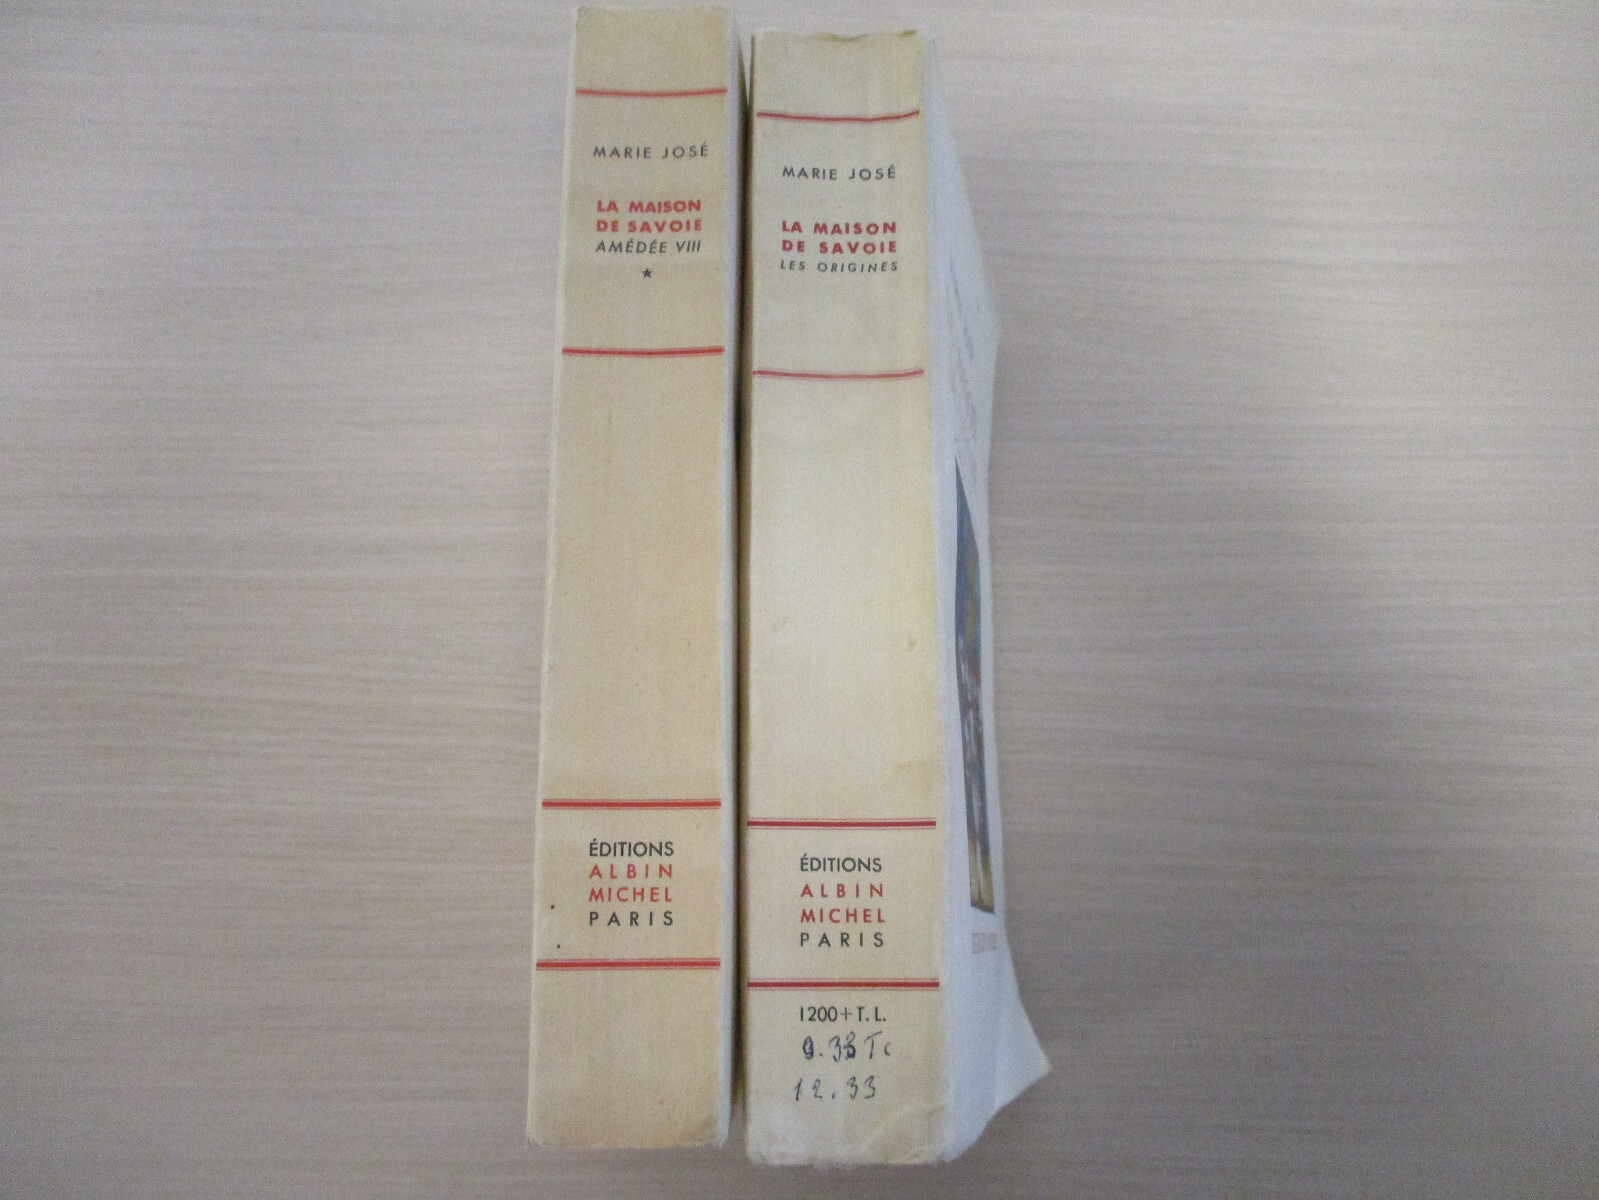 MARIE JOSÉ
LA MAISON
DE SAVOIE
AMÉDÉE VIII
★
ÉDITIONS
ALBIN
MICHEL
PARIS
MARIE JOSÉ
LA MAISON
DE SAVOIE
LES ORIGINES
ÉDITIONS
ALBIN
MICHEL
PARIS
1200+T.L.
12.33